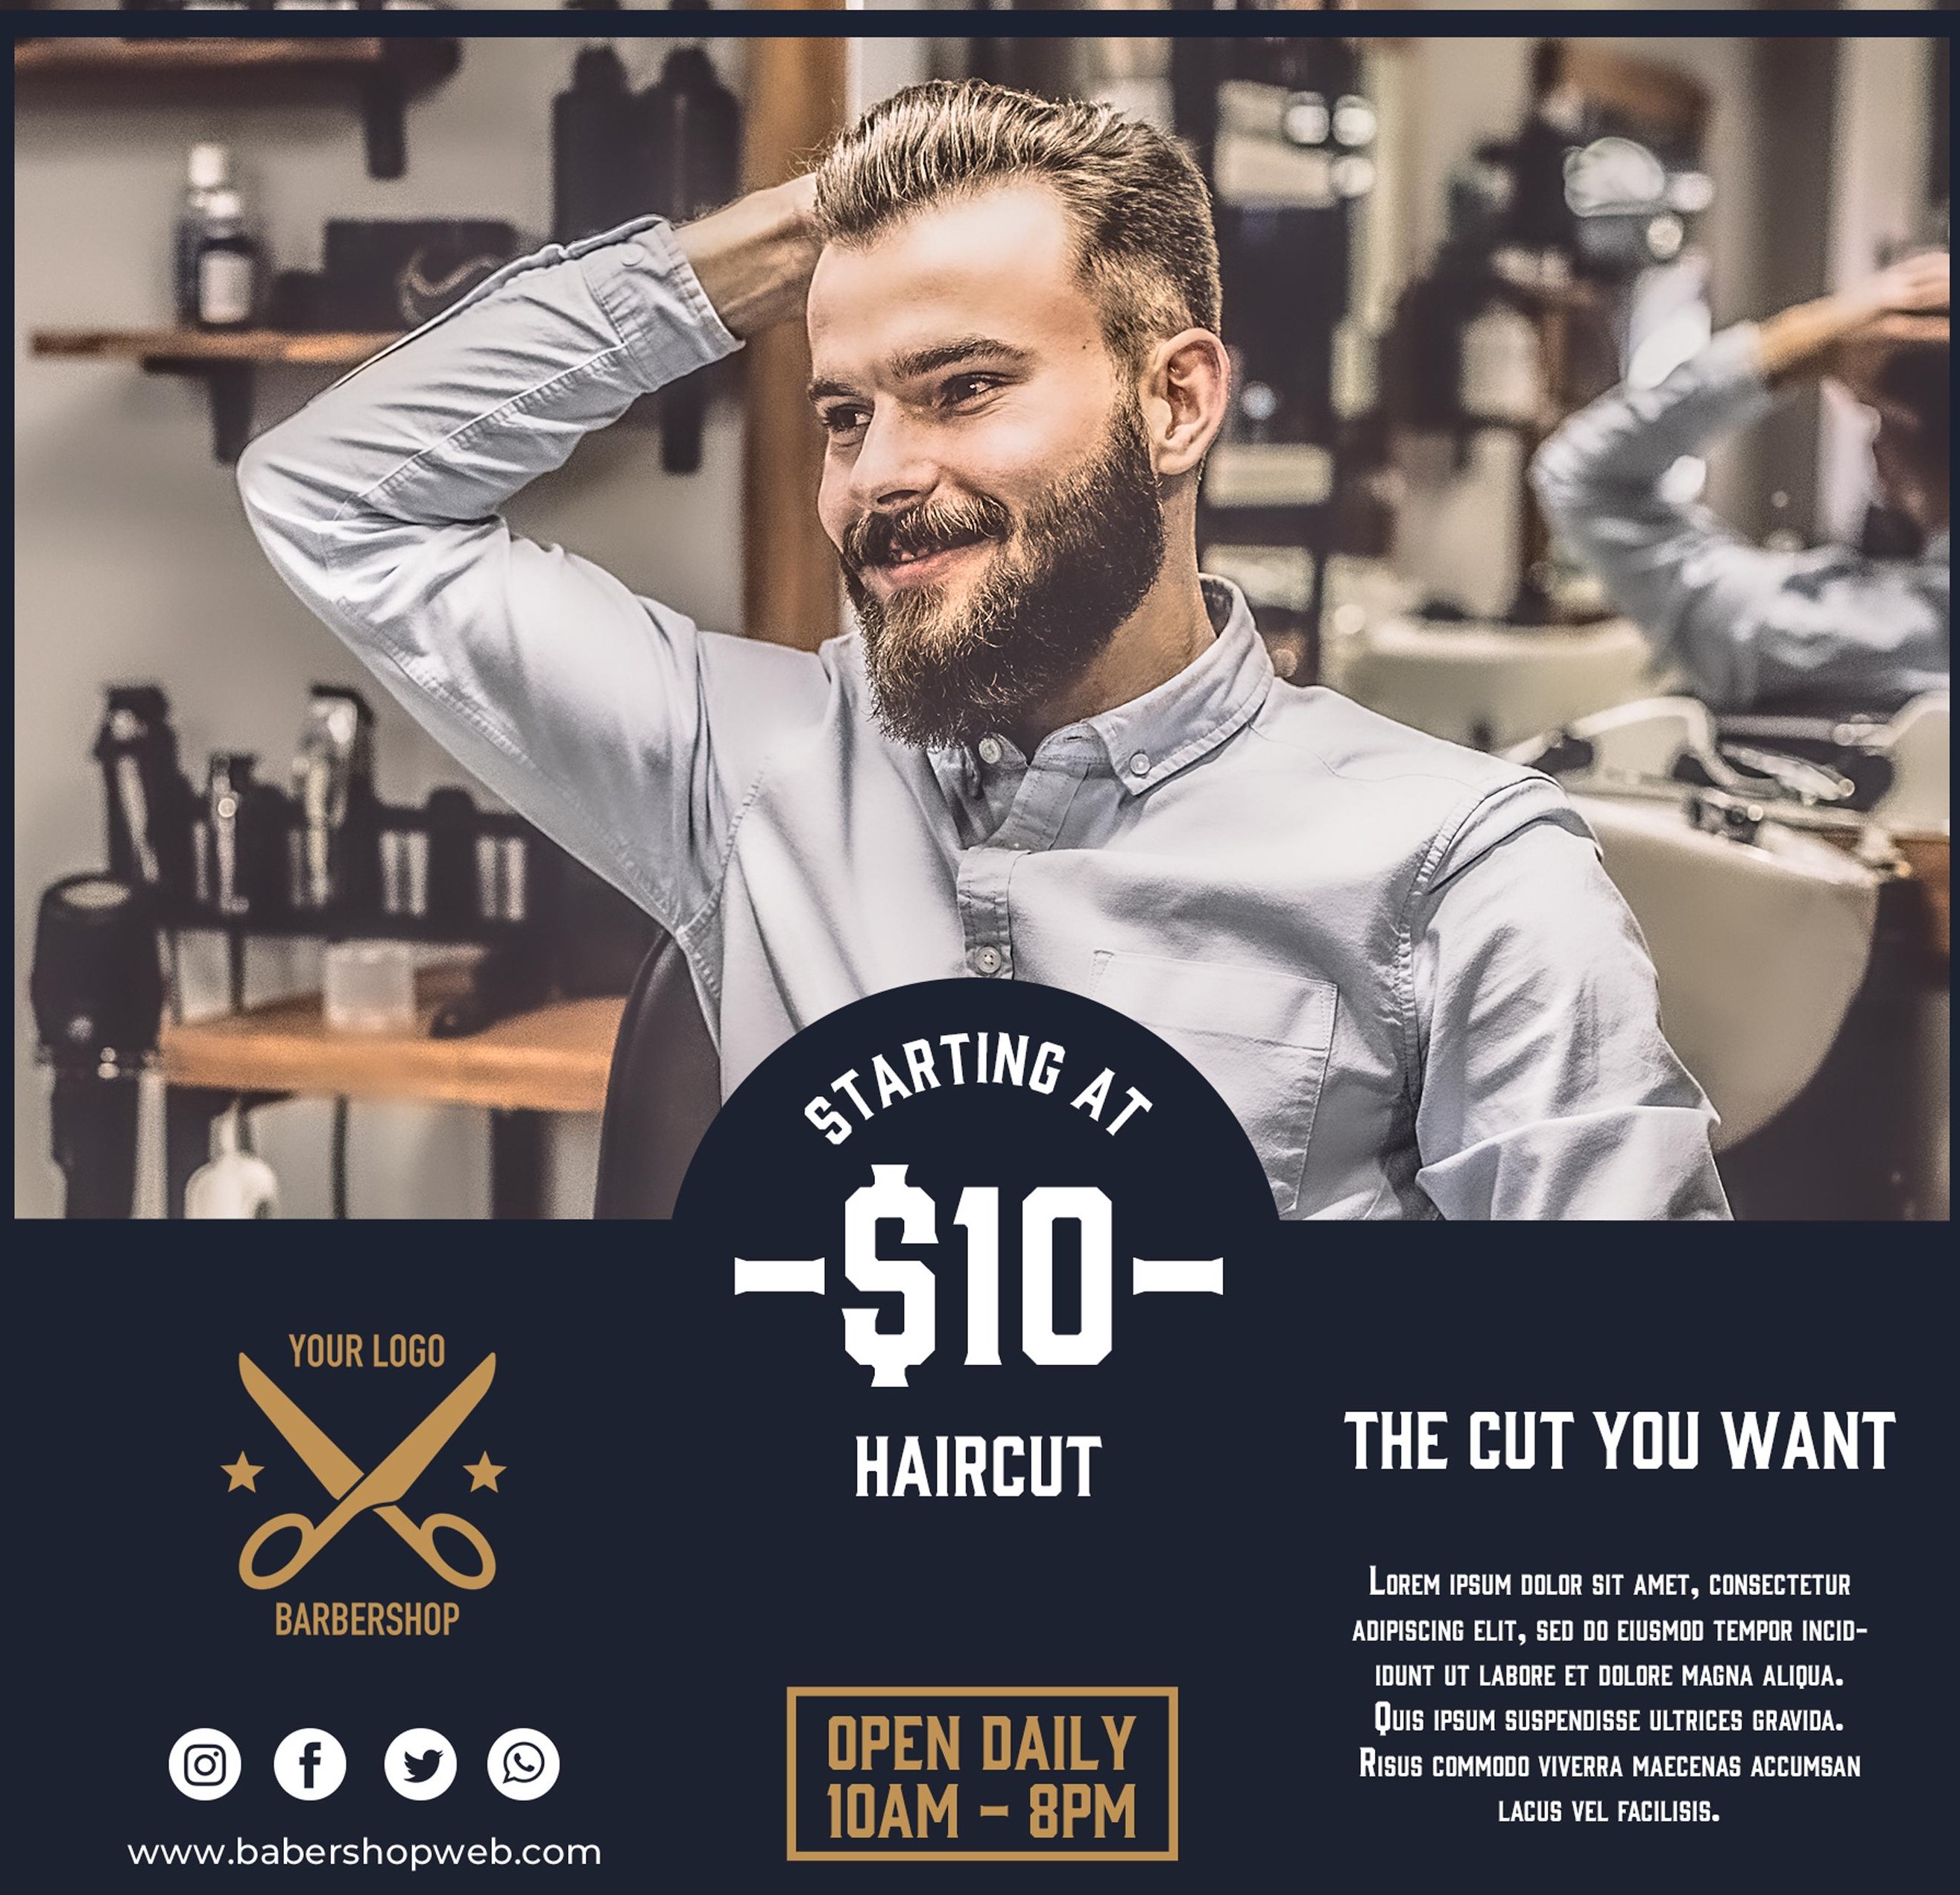 STARTING AT
-$10-
HAIRCUT
YOUR LOGO
BARBERSHOP
www.babershopweb.com
OPEN DAILY
10AM - 8PM
THE CUT YOU WANT
Lorem ipsum dolor sit amet, consectetur
adipiscing elit, sed do eiusmod tempor incid-
idunt ut labore et dolore magna aliqua.
Quis ipsum suspendisse ultrices gravida.
Risus commodo viverra maecenas accumsan
lacus vel facilisis.